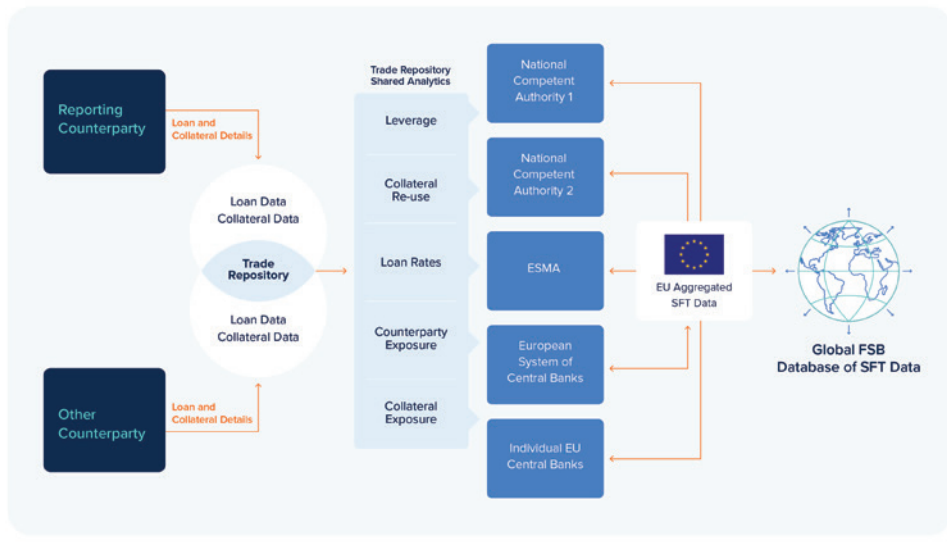 Reporting
Counterparty
Loan and
Collateral Details
Loan Data
Collateral Data
Trade
Repository
Loan Data
Collateral Data
Other
Counterparty
Loan and
Collateral Details
Trade Repository
Shared Analytics
Leverage
Collateral
Re-use
Loan Rates
Counterparty
Exposure
Collateral
Exposure
National
Competent
Authority 1
National
Competent
Authority 2
ESMA
European
System of
Central Banks
Individual EU
Central Banks
EU Aggregated
SFT Data
Global FSB
Database of SFT Data